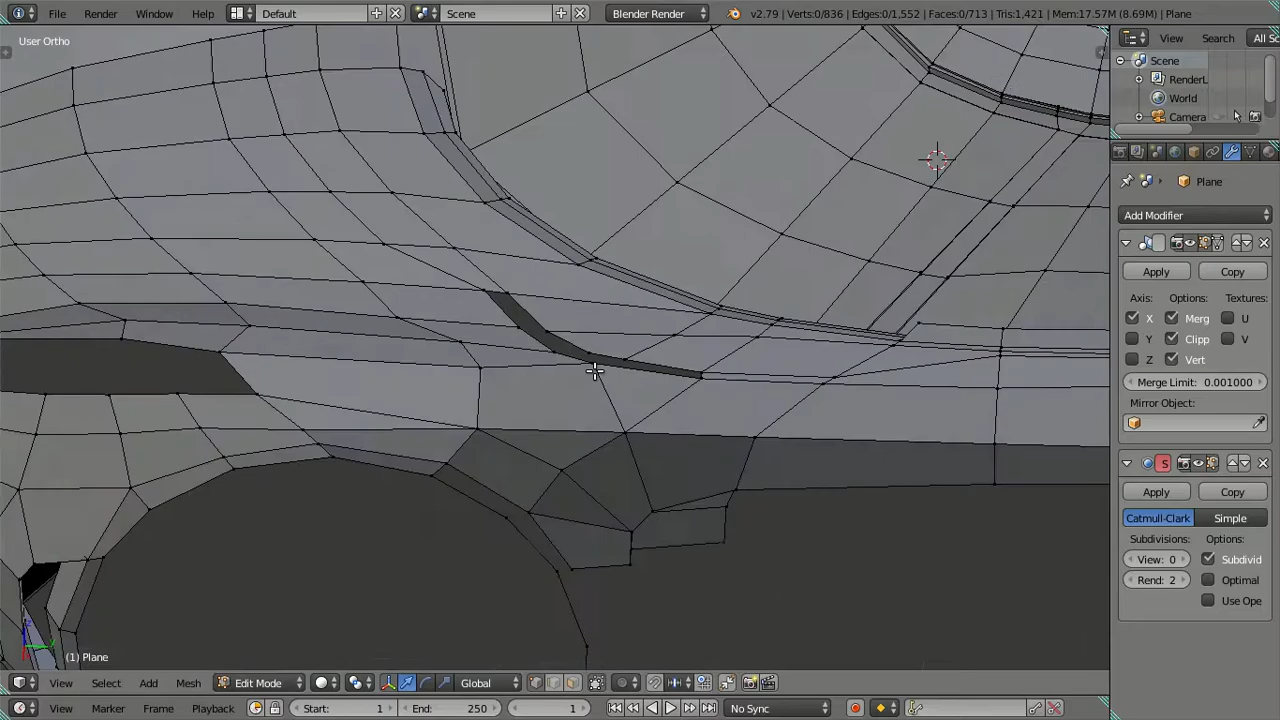 File Render Window Help Default Scene Blender Render v2.79 | Verts:0/836 | Edges:0/1,552 | Faces:0/713 | Tris:1,421 | Mem:17.57M (8.69M) | Plane
User Ortho
View Search All Sc
Scene
RenderL
World
Camera
Plane
Add Modifier
Apply Copy
Axis: Options: Textures:
X Merg U
Y Clipp V
Z Vert
Merge Limit: 0.001000
Mirror Object:
S
Apply Copy
Catmull-Clark Simple
Subdivisions: Options:
View: 0 Subdivid
Rend: 2 Optimal
Use Ope
z
y
(1) Plane
View Select Add Mesh Edit Mode Global
View Marker Frame Playback Start: 1 End: 250 1 No Sync